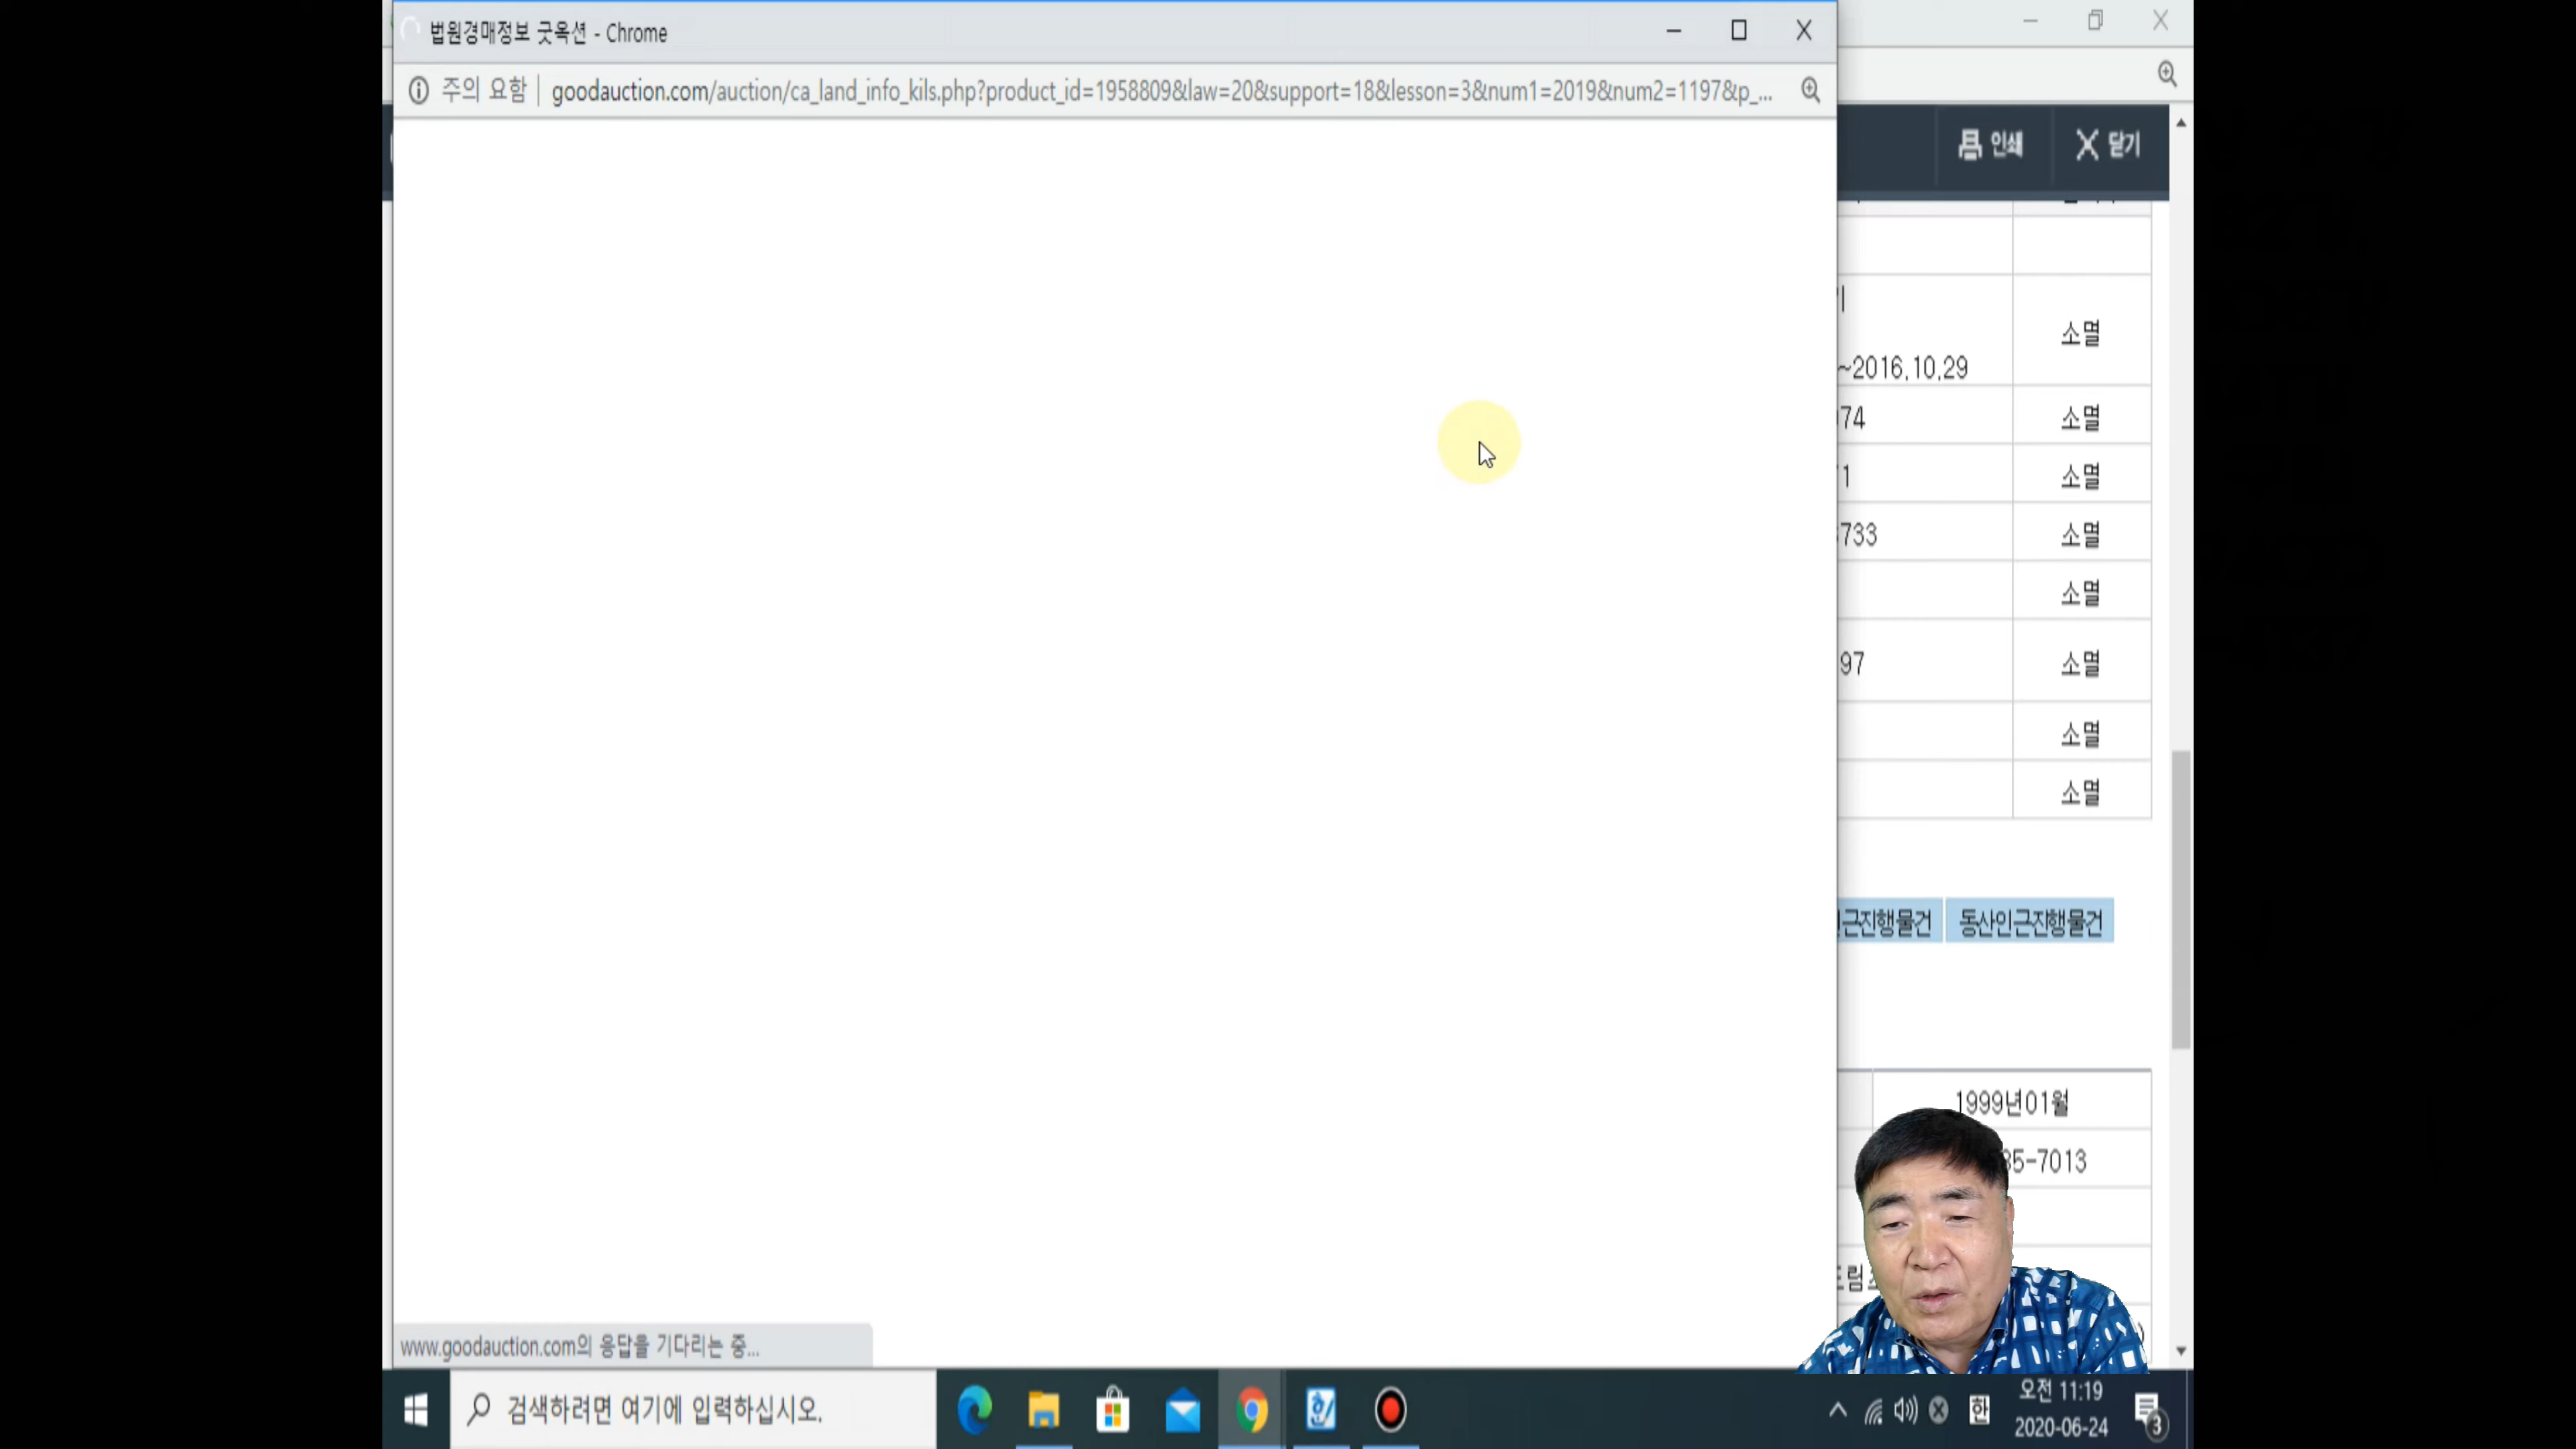 법원경매정보 굿옥션 - Chrome
주의 요함
goodauction.com/auction/ca_land_info_kils.php?product_id=1958809&law=20&support=18&lesson=3&num1=2019&num2=1197&p_...
인쇄
닫기
소멸
~2016.10.29
74 소멸
1 소멸
733 소멸
소멸
97 소멸
소멸
소멸
근진행물건
동산인근진행물건
1999년01월
35-7013
www.goodauction.com의 응답을 기다리는 중...
검색하려면 여기에 입력하십시오.
한
오전 11:19
2020-06-24
3